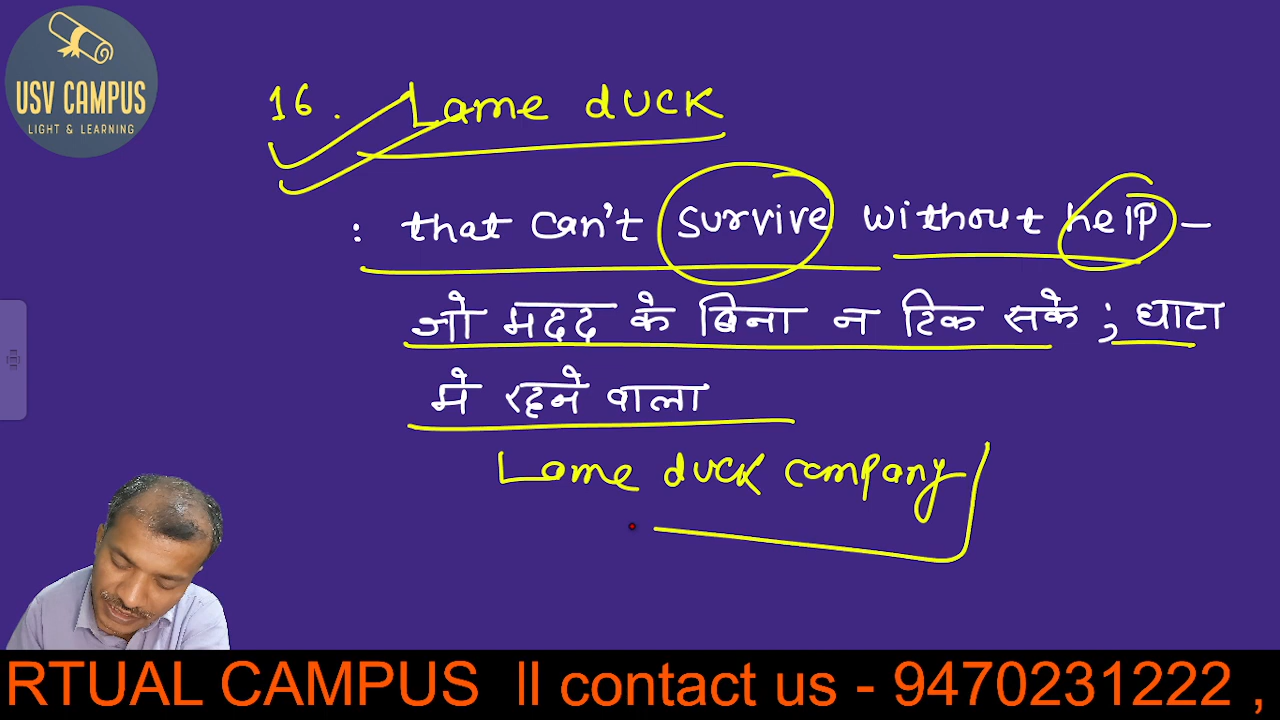 USV CAMPUS
LIGHT & LEARNING
16. Lame duck
: that can't survive without help -
जो मदद के बिना न टिक सके ; घाटा
मे रहने वाला
Lame duck company
RTUAL CAMPUS ll contact us - 9470231222 ,